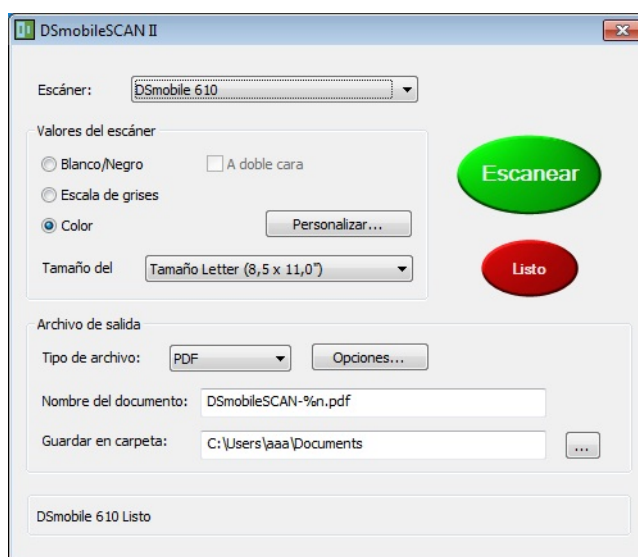 DSmobileSCAN II
Escáner:
DSmobile 610
Valores del escáner
Blanco/Negro
A doble cara
Escala de grises
Color
Personalizar...
Tamaño del
Tamaño Letter (8,5 x 11,0")
Escanear
Listo
Archivo de salida
Tipo de archivo:
PDF
Opciones...
Nombre del documento:
DSmobileSCAN-%n.pdf
Guardar en carpeta:
C:\Users\aaa\Documents
...
DSmobile 610 Listo